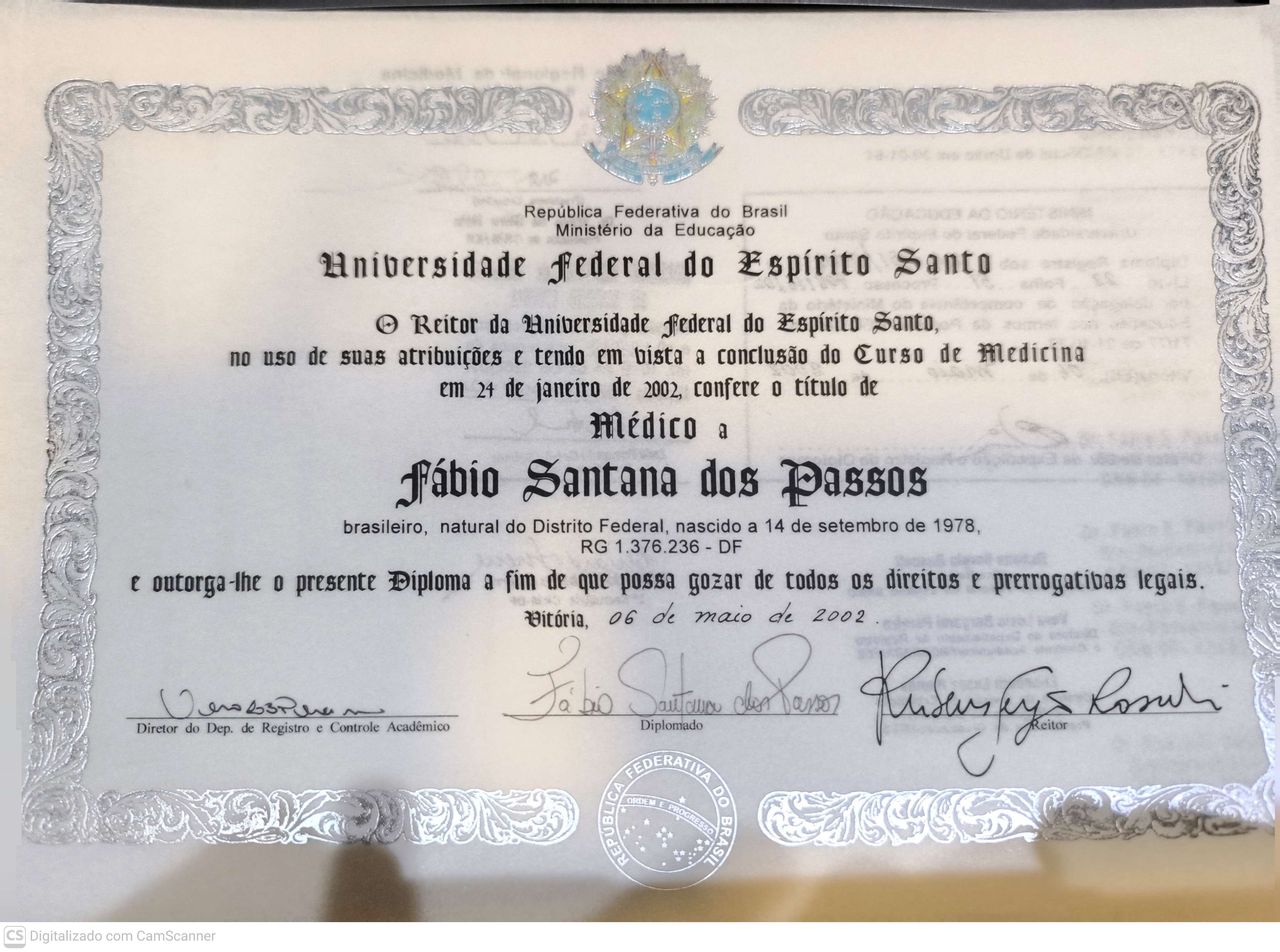 República Federativa do Brasil
Ministério da Educação
Universidade Federal do Espírito Santo
O Reitor da Universidade Federal do Espírito Santo,
no uso de suas atribuições e tendo em vista a conclusão do Curso de Medicina
em 24 de janeiro de 2002, confere o título de
Médico a
Fábio Santana dos Passos
brasileiro, natural do Distrito Federal, nascido a 14 de setembro de 1978,
RG 1.376.236 - DF
e outorga-lhe o presente Diploma a fim de que possa gozar de todos os direitos e prerrogativas legais.
Vitória, 06 de maio de 2002.
Fábio Santana dos Passos
Diretor do Dep. de Registro e Controle Acadêmico
Diplomado
Reitor
REPÚBLICA FEDERATIVA DO BRASIL
ORDEM E PROGRESSO
CS Digitalizado com CamScanner